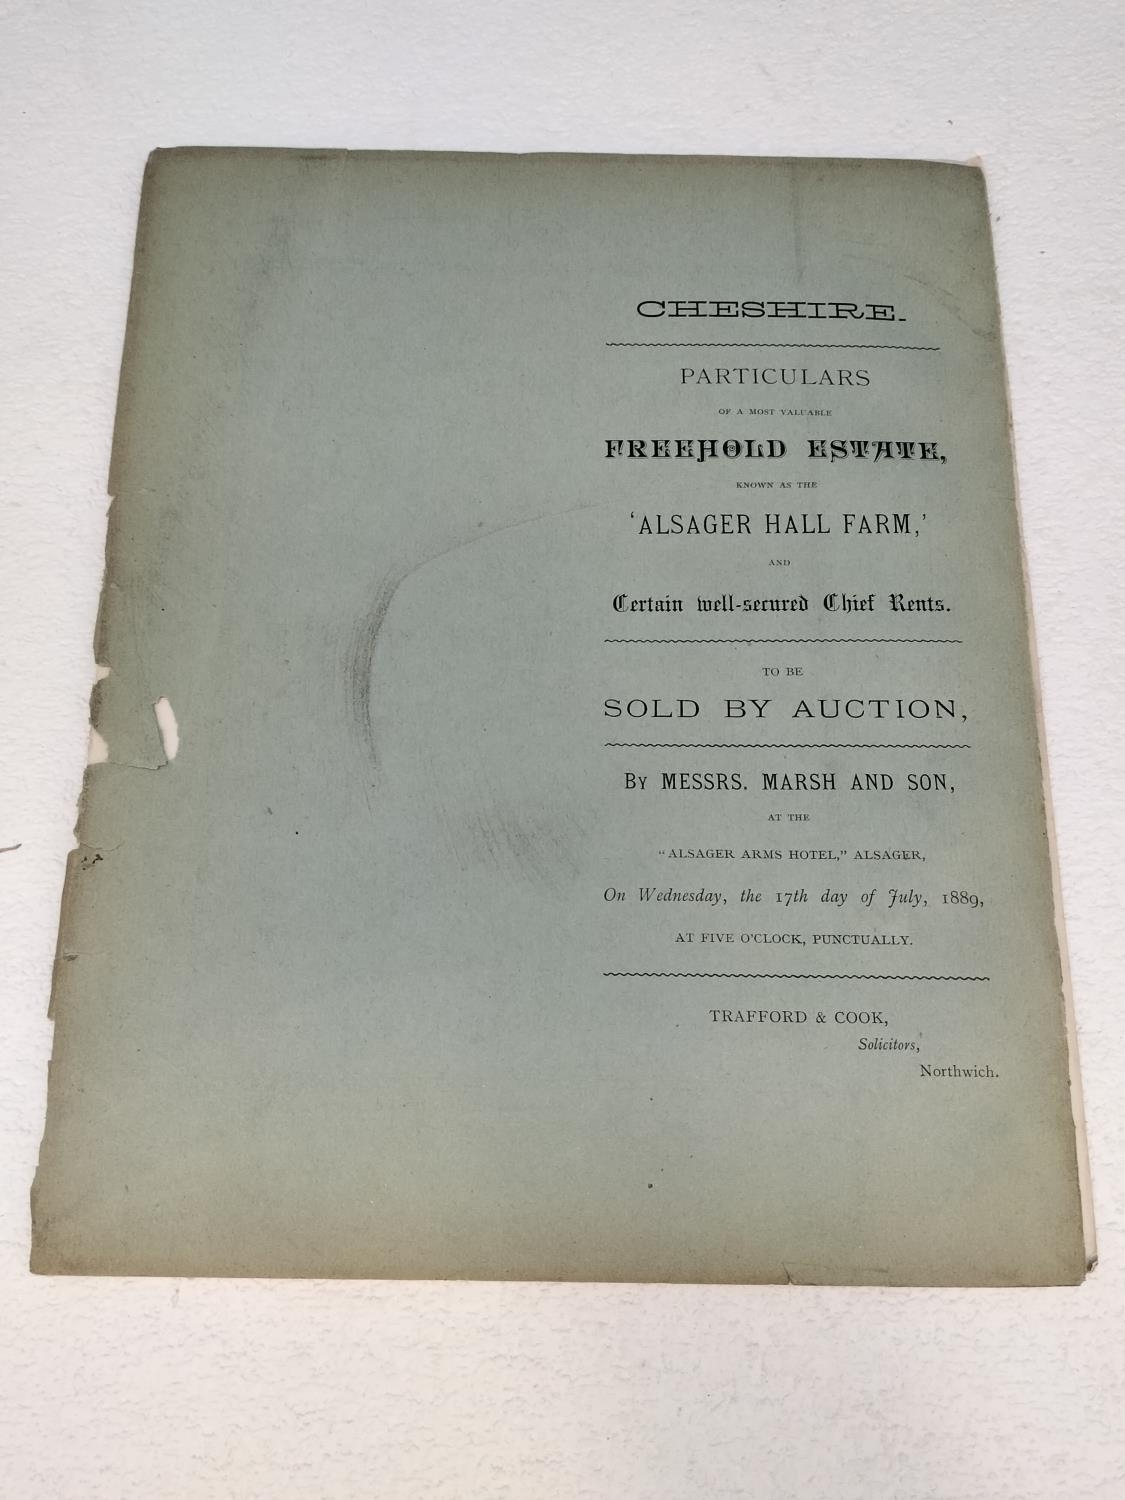 CHESHIRE.
PARTICULARS
OF A MOST VALUABLE
FREEHOLD ESTATE,
KNOWN AS THE
'ALSAGER HALL FARM,'
AND
Certain well-secured Chief Rents.
TO BE
SOLD BY AUCTION,
By MESSRS. MARSH AND SON,
AT THE
"ALSAGER ARMS HOTEL," ALSAGER,
On Wednesday, the 17th day of July, 1889,
AT FIVE O'CLOCK, PUNCTUALLY.
TRAFFORD & COOK,
Solicitors,
Northwich.